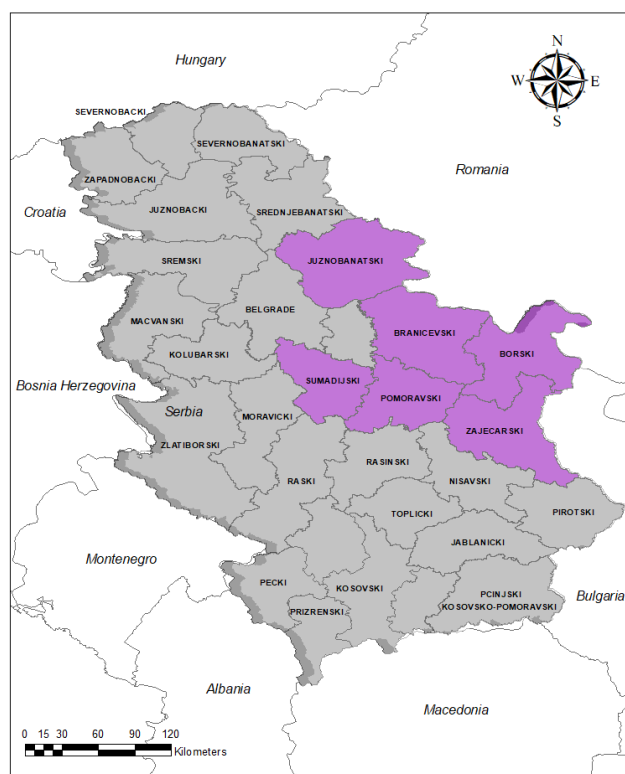 Hungary
N
W
E
S
SEVERNOBACKI
SEVERNOBANATSKI
Romania
ZAPADNOBACKI
Croatia
JUZNOBACKI
SREDNJEBANATSKI
SREMSKI
JUZNOBANATSKI
BELGRADE
MACVANSKI
BRANICEVSKI
KOLUBARSKI
BORSKI
Bosnia Herzegovina
SUMADIJSKI
POMORAVSKI
Serbia
MORAVICKI
ZAJECARSKI
ZLATIBORSKI
RASINSKI
RASKI
NISAVSKI
TOPLICKI
PIROTSKI
JABLANICKI
Montenegro
PECKI
KOSOVSKI
PCINJSKI
Bulgaria
PRIZRENSKI
KOSOVSKO-POMORAVSKI
Albania
Macedonia
0 15 30 60 90 120
Kilometers